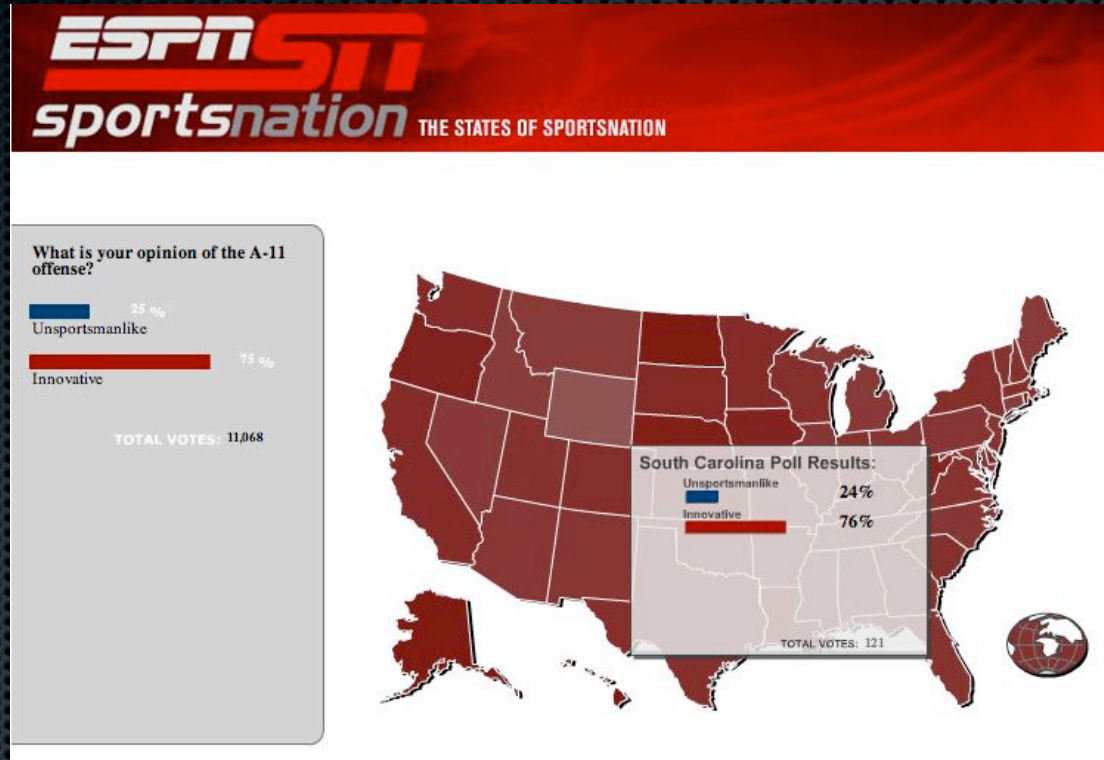 ESPN SN
sportsnation THE STATES OF SPORTSNATION
What is your opinion of the A-11
offense?
25 %
Unsportsmanlike
75 %
Innovative
TOTAL VOTES: 11,068
South Carolina Poll Results:
Unsportsmanlike
24%
Innovative
76%
TOTAL VOTES: 121